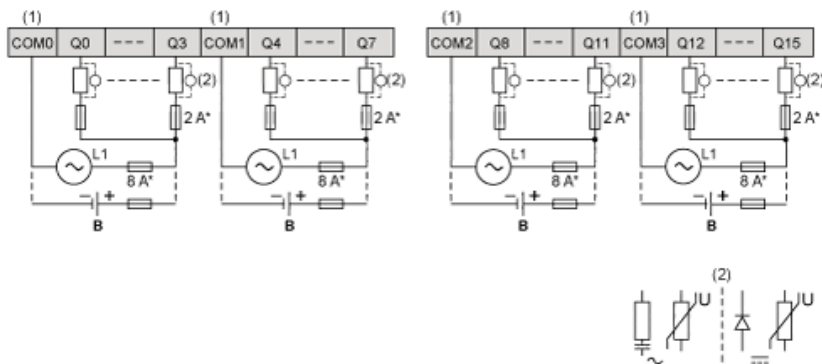 (1) (1) (1) (1)
COM0 Q0 --- Q3 COM1 Q4 --- Q7 COM2 Q8 --- Q11 COM3 Q12 --- Q15
(2) (2) (2) (2)
2 A* 2 A* 2 A* 2 A*
L1 L1 L1 L1
8 A* 8 A* 8 A* 8 A*
− + − + − + − +
B B B B
(2)
U U